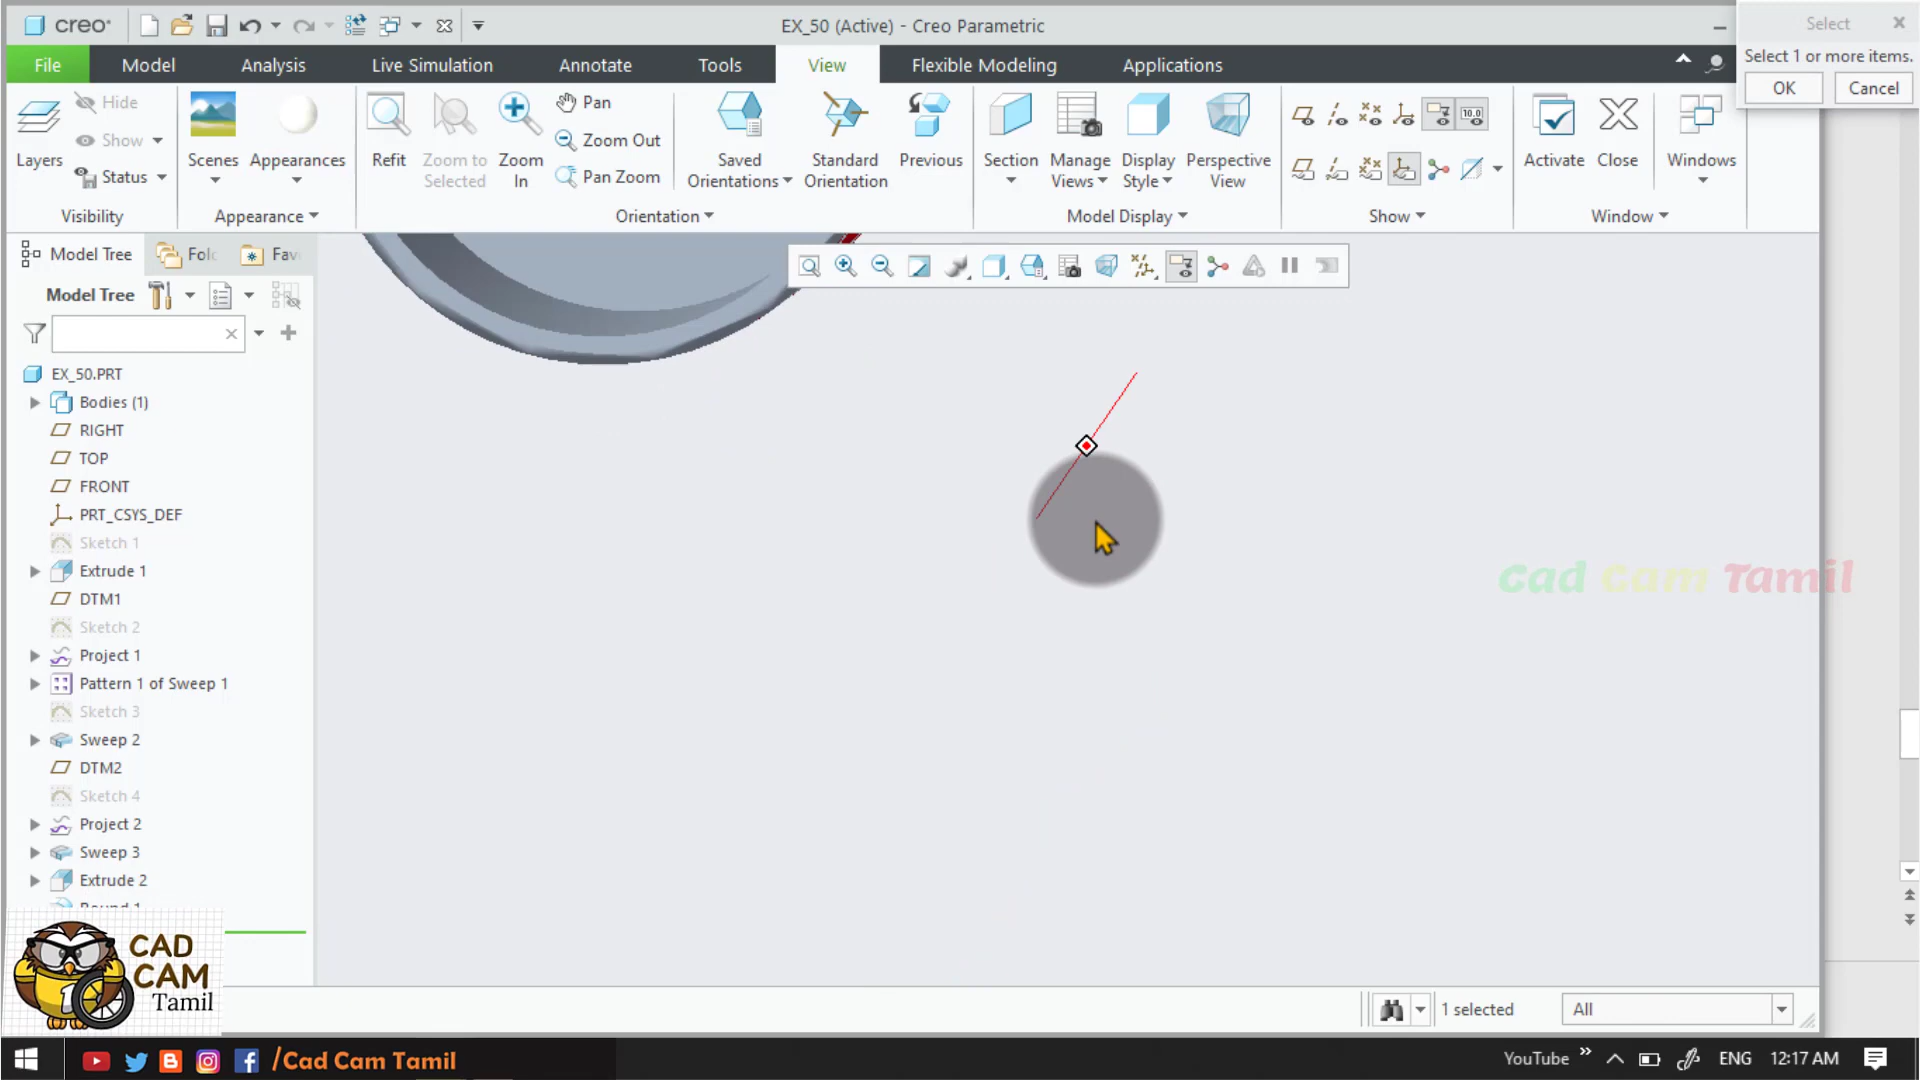 creo
EX_50 (Active) - Creo Parametric
Select
Select 1 or more items.
OK
Cancel
File
Model
Analysis
Live Simulation
Annotate
Tools
View
Flexible Modeling
Applications
Layers
Hide
Show
Status
Visibility
Scenes
Appearances
Appearance
Refit
Zoom to Selected
Zoom In
Pan
Zoom Out
Pan Zoom
Saved Orientations
Standard Orientation
Previous
Orientation
Section
Manage Views
Display Style
Perspective View
Model Display
10.0
Show
Activate
Close
Windows
Window
Model Tree
Fol
Fav
Model Tree
EX_50.PRT
Bodies (1)
RIGHT
TOP
FRONT
PRT_CSYS_DEF
Sketch 1
Extrude 1
DTM1
Sketch 2
Project 1
Pattern 1 of Sweep 1
Sketch 3
Sweep 2
DTM2
Sketch 4
Project 2
Sweep 3
Extrude 2
Round 1
Cad Cam Tamil
CAD
CAM
Tamil
1 selected
All
/Cad Cam Tamil
YouTube
ENG
12:17 AM